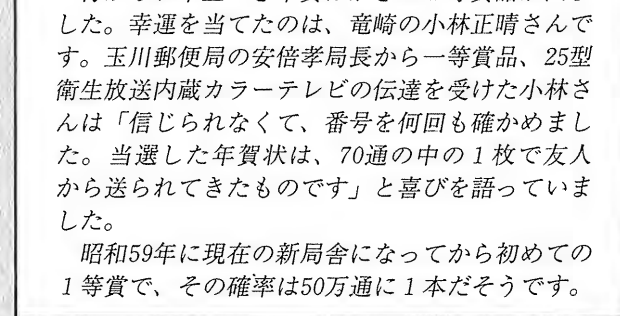 した。幸運を当てたのは、竜崎の小林正晴さんで
す。玉川郵便局の安倍孝局長から一等賞品、25型
衛生放送内蔵カラーテレビの伝達を受けた小林さ
んは「信じられなくて、番号を何回も確かめまし
た。当選した年賀状は、70通の中の1枚で友人
から送られてきたものです」と喜びを語っていま
した。
昭和59年に現在の新局舎になってから初めての
1等賞で、その確率は50万通に1本だそうです。